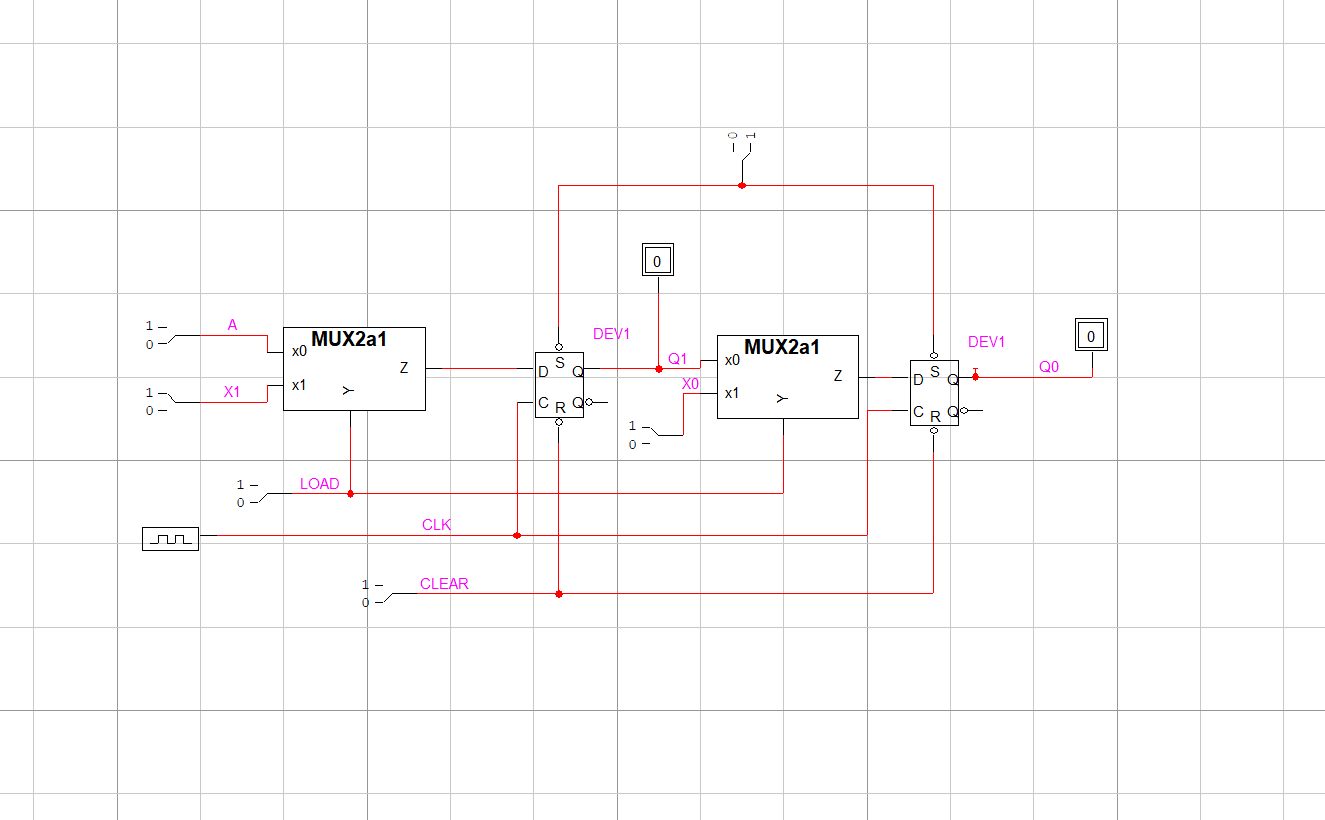 0 1
0
DEV1
DEV1
0
1 A
0
MUX2a1
x0
x1
Y
Z
1 X1
0
D S Q
C R Q
Q1
X0
MUX2a1
x0
x1
Y
Z
1
0
D S Q
C R Q
Q0
1 LOAD
0
CLK
1 CLEAR
0